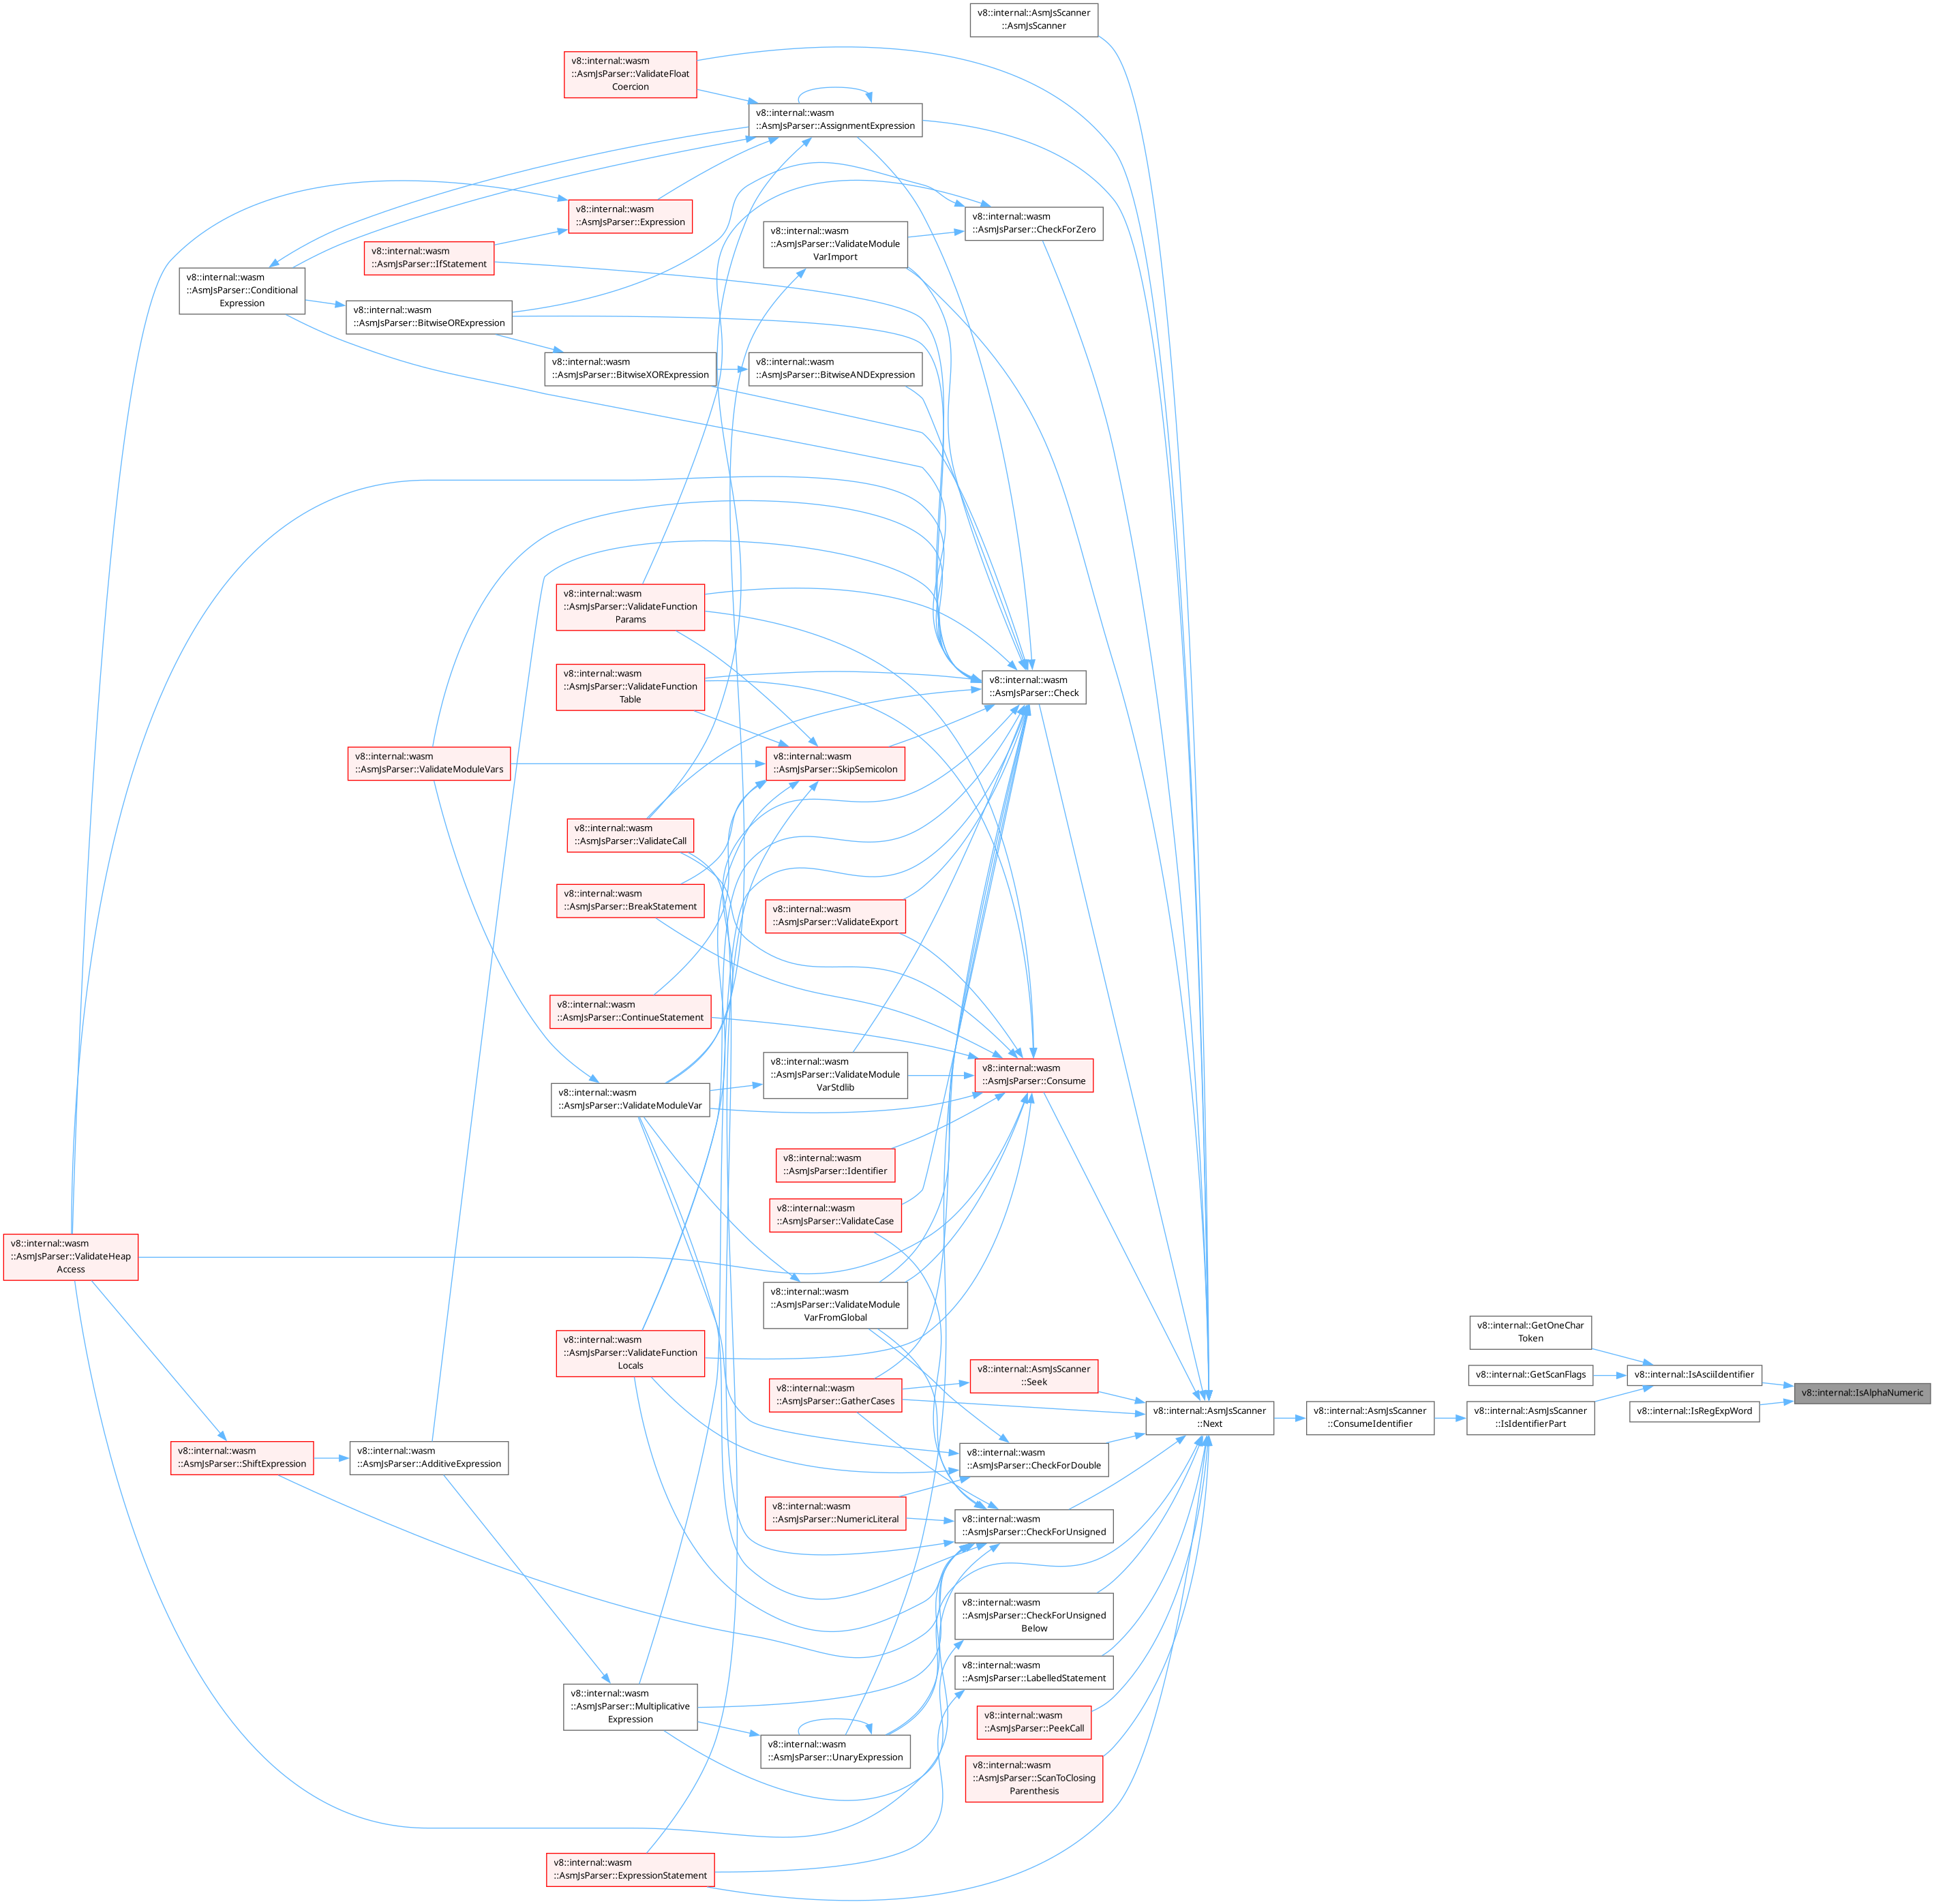 v8::internal::AsmJsScanner
::AsmJsScanner
v8::internal::wasm
::AsmJsParser::ValidateFloat
Coercion
v8::internal::wasm
::AsmJsParser::AssignmentExpression
v8::internal::wasm
::AsmJsParser::Expression
v8::internal::wasm
::AsmJsParser::CheckForZero
v8::internal::wasm
::AsmJsParser::ValidateModule
VarImport
v8::internal::wasm
::AsmJsParser::IfStatement
v8::internal::wasm
::AsmJsParser::Conditional
Expression
v8::internal::wasm
::AsmJsParser::BitwiseORExpression
v8::internal::wasm
::AsmJsParser::BitwiseXORExpression
v8::internal::wasm
::AsmJsParser::BitwiseANDExpression
v8::internal::wasm
::AsmJsParser::ValidateFunction
Params
v8::internal::wasm
::AsmJsParser::ValidateFunction
Table
v8::internal::wasm
::AsmJsParser::Check
v8::internal::wasm
::AsmJsParser::ValidateModuleVars
v8::internal::wasm
::AsmJsParser::SkipSemicolon
v8::internal::wasm
::AsmJsParser::ValidateCall
v8::internal::wasm
::AsmJsParser::BreakStatement
v8::internal::wasm
::AsmJsParser::ValidateExport
v8::internal::wasm
::AsmJsParser::ContinueStatement
v8::internal::wasm
::AsmJsParser::ValidateModule
VarStdlib
v8::internal::wasm
::AsmJsParser::Consume
v8::internal::wasm
::AsmJsParser::ValidateModuleVar
v8::internal::wasm
::AsmJsParser::Identifier
v8::internal::wasm
::AsmJsParser::ValidateCase
v8::internal::wasm
::AsmJsParser::ValidateHeap
Access
v8::internal::wasm
::AsmJsParser::ValidateModule
VarFromGlobal
v8::internal::wasm
::AsmJsParser::ValidateFunction
Locals
v8::internal::GetOneChar
Token
v8::internal::AsmJsScanner
::Seek
v8::internal::GetScanFlags
v8::internal::IsAsciiIdentifier
v8::internal::IsAlphaNumeric
v8::internal::wasm
::AsmJsParser::GatherCases
v8::internal::AsmJsScanner
::Next
v8::internal::AsmJsScanner
::ConsumeIdentifier
v8::internal::AsmJsScanner
::IsIdentifierPart
v8::internal::IsRegExpWord
v8::internal::wasm
::AsmJsParser::ShiftExpression
v8::internal::wasm
::AsmJsParser::AdditiveExpression
v8::internal::wasm
::AsmJsParser::CheckForDouble
v8::internal::wasm
::AsmJsParser::NumericLiteral
v8::internal::wasm
::AsmJsParser::CheckForUnsigned
v8::internal::wasm
::AsmJsParser::CheckForUnsigned
Below
v8::internal::wasm
::AsmJsParser::LabelledStatement
v8::internal::wasm
::AsmJsParser::Multiplicative
Expression
v8::internal::wasm
::AsmJsParser::PeekCall
v8::internal::wasm
::AsmJsParser::UnaryExpression
v8::internal::wasm
::AsmJsParser::ScanToClosing
Parenthesis
v8::internal::wasm
::AsmJsParser::ExpressionStatement